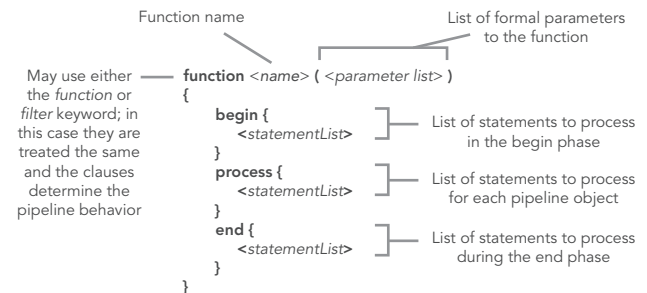 Function name
List of formal parameters
to the function
May use either
the function or
filter keyword; in
this case they are
treated the same
and the clauses
determine the
pipeline behavior
function <name> ( <parameter list> )
{
begin {
<statementList>
}
process {
<statementList>
}
end {
<statementList>
}
}
List of statements to process
in the begin phase
List of statements to process
for each pipeline object
List of statements to process
during the end phase